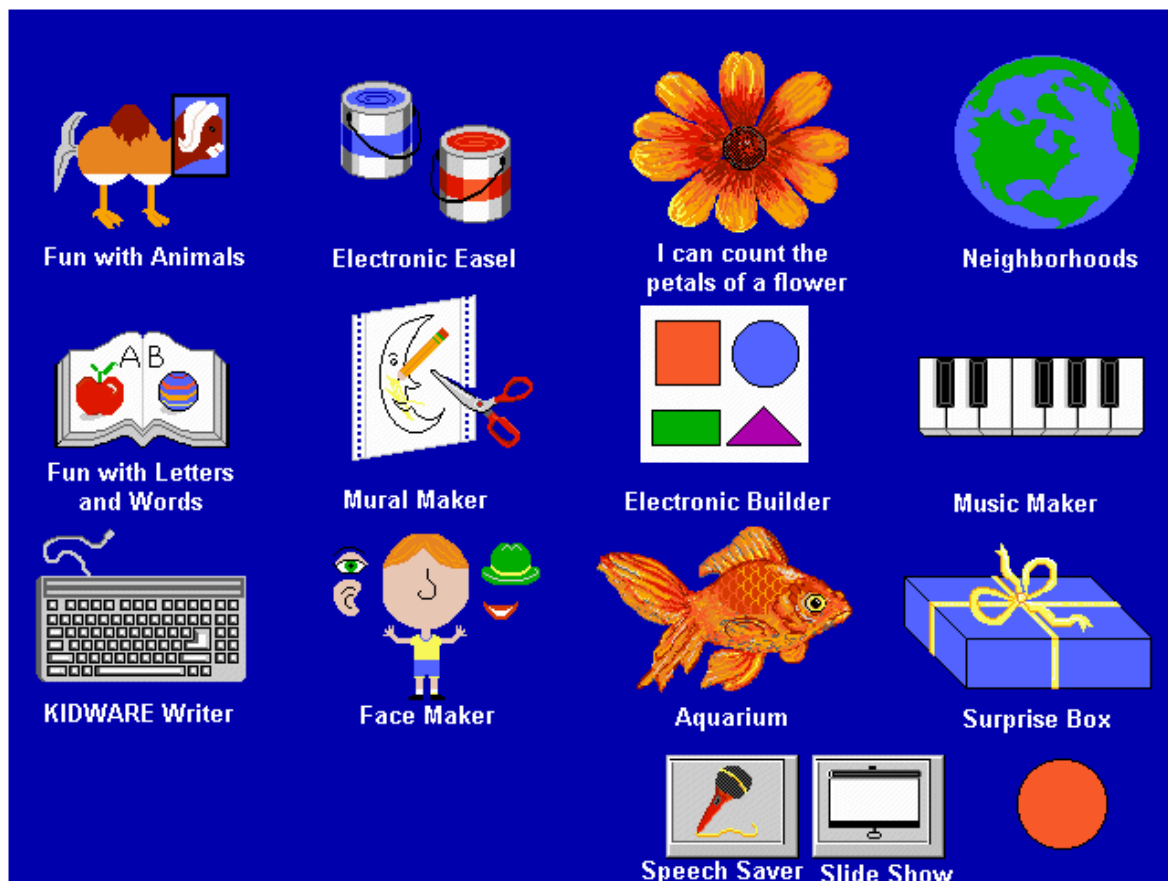 Fun with Animals
Electronic Easel
I can count the
petals of a flower
Neighborhoods
A B
Fun with Letters
and Words
Mural Maker
Electronic Builder
Music Maker
KIDWARE Writer
Face Maker
Aquarium
Surprise Box
Speech Saver
Slide Show